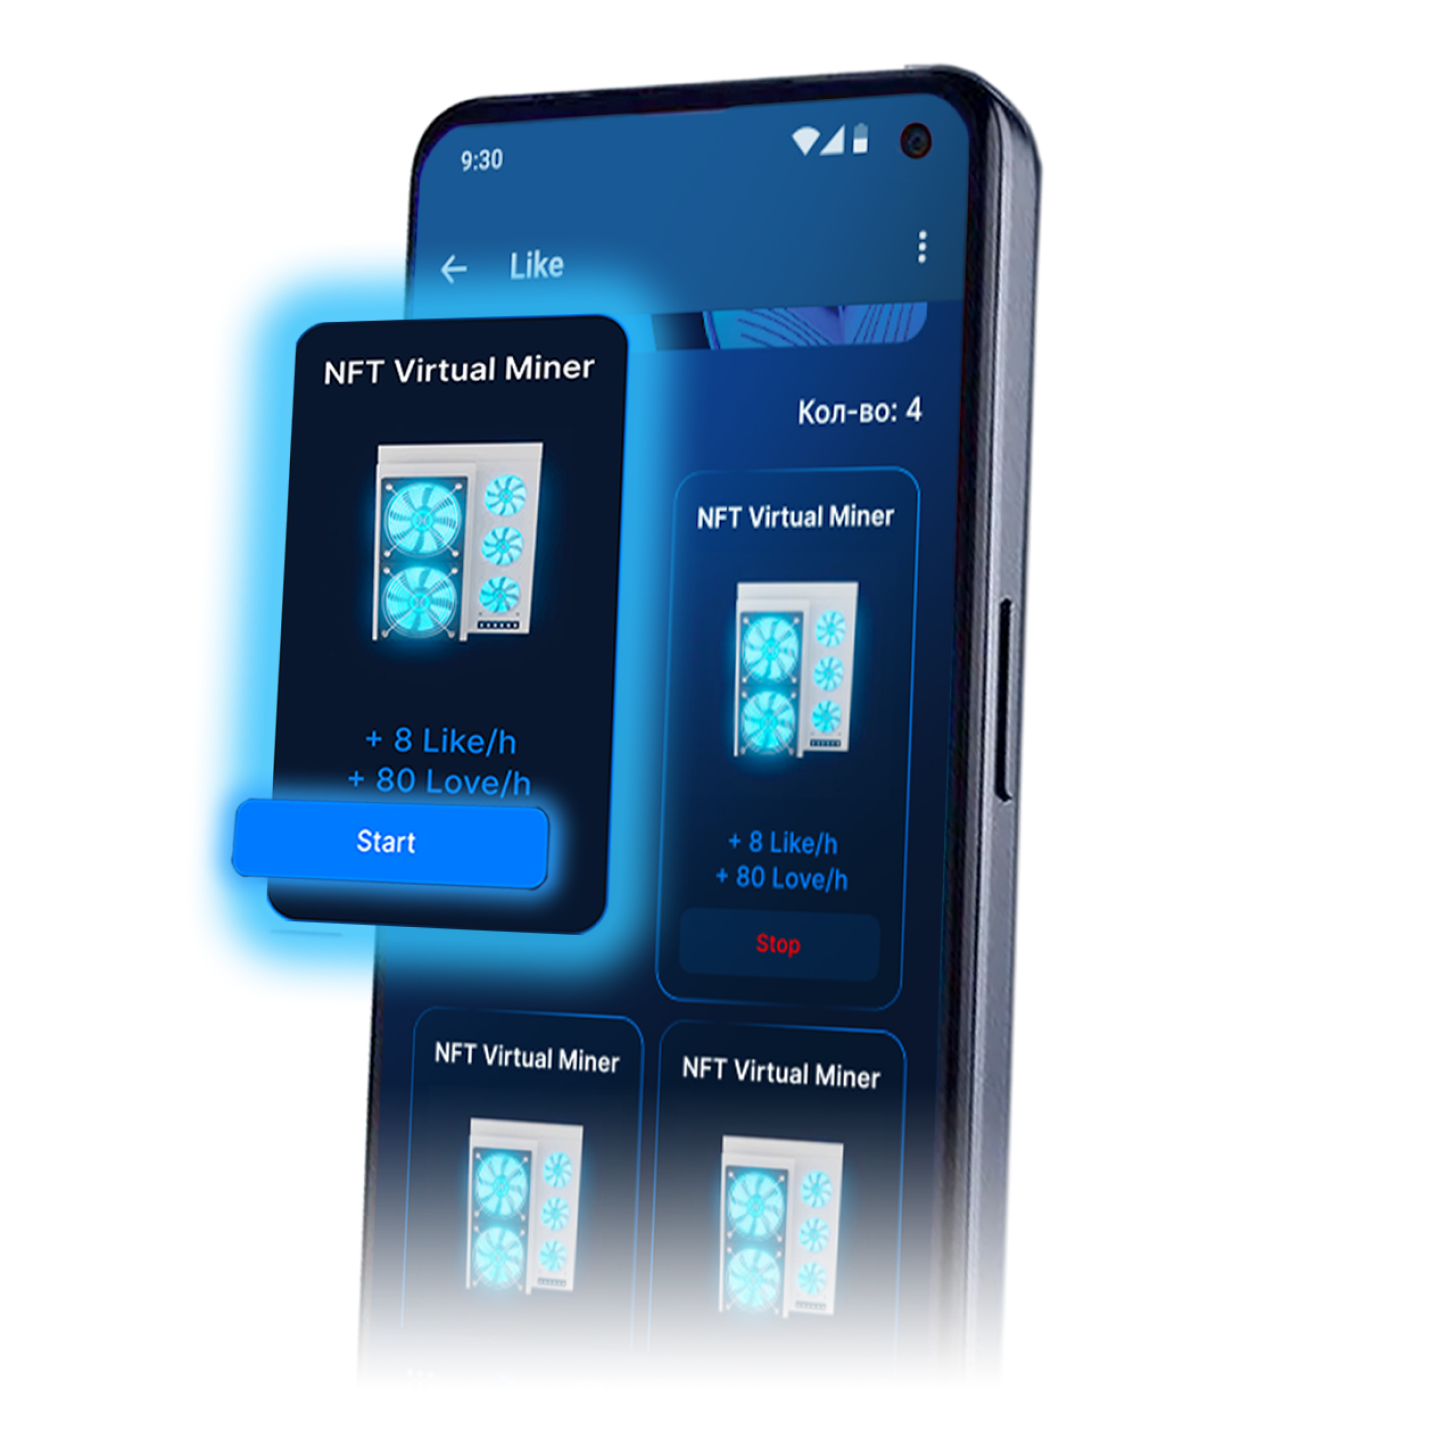 9:30
Like
NFT Virtual Miner
+ 8 Like/h
+ 80 Love/h
Start
Кол-во: 4
NFT Virtual Miner
+ 8 Like/h
+ 80 Love/h
Stop
NFT Virtual Miner
NFT Virtual Miner